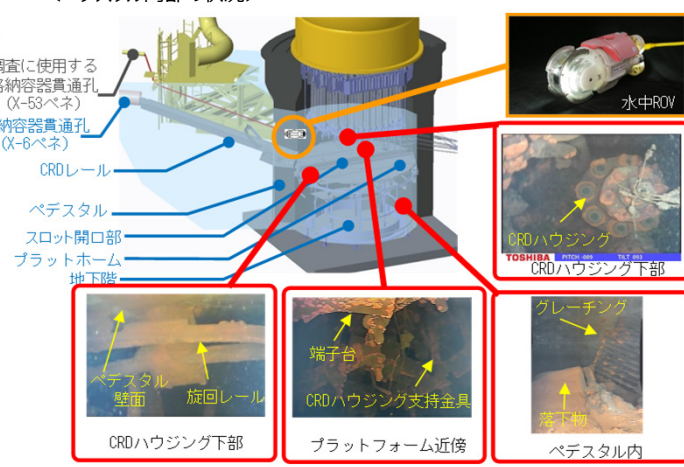 調査に使用する
格納容器貫通孔
(X-53ペネ)
格納容器貫通孔
(X-6ペネ)
CRDレール
ペデスタル
スロット開口部
プラットホーム
地下階
水中ROV
CRDハウジング
TOSHIBA PITCH -009 TILT 093
CRDハウジング下部
ペデスタル
壁面
旋回レール
CRDハウジング下部
端子台
CRDハウジング支持金具
プラットフォーム近傍
グレーチング
落下物
ペデスタル内